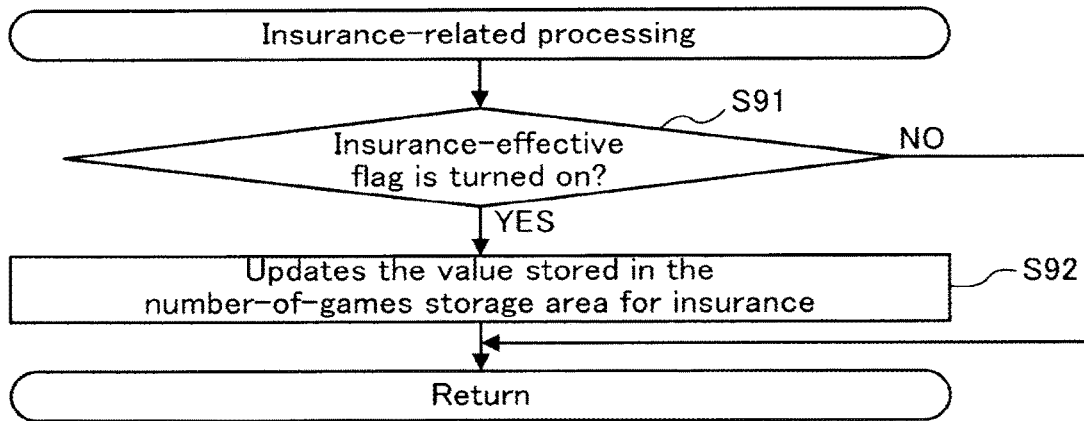 Insurance-related processing
S91
Insurance-effective
flag is turned on?
NO
YES
Updates the value stored in the
number-of-games storage area for insurance
S92
Return